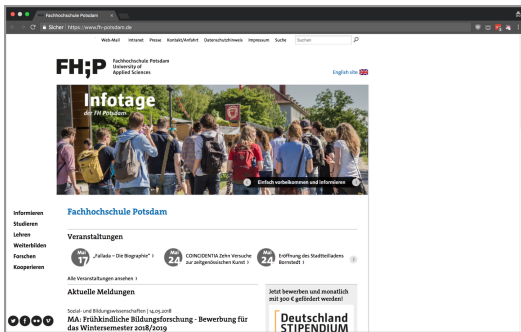 Fachhochschule Potsdam
Sicher | https://www.fh-potsdam.de
Web-Mail Intranet Presse Kontakt/Anfahrt Datenschutzhinweis Impressum Suche Suchen
FH;P
Fachhochschule Potsdam
University of
Applied Sciences
English site
Infotage
der FH Potsdam
Einfach vorbeikommen und informieren
Informieren
Studieren
Lehren
Weiterbilden
Forschen
Kooperieren
Fachhochschule Potsdam
Veranstaltungen
Mai
17
„Fallada – Die Biographie“ ›
Mai
24
COINCIDENTIA Zehn Versuche
zur zeitgenössischen Kunst ›
Mai
24
Eröffnung des Stadtteilladens
Bornstedt ›
Alle Veranstaltungen ansehen ›
Aktuelle Meldungen
Sozial- und Bildungswissenschaften | 14.05.2018
MA: Frühkindliche Bildungsforschung - Bewerbung für
das Wintersemester 2018/2019
Jetzt bewerben und monatlich
mit 300 € gefördert werden!
Deutschland
STIPENDIUM